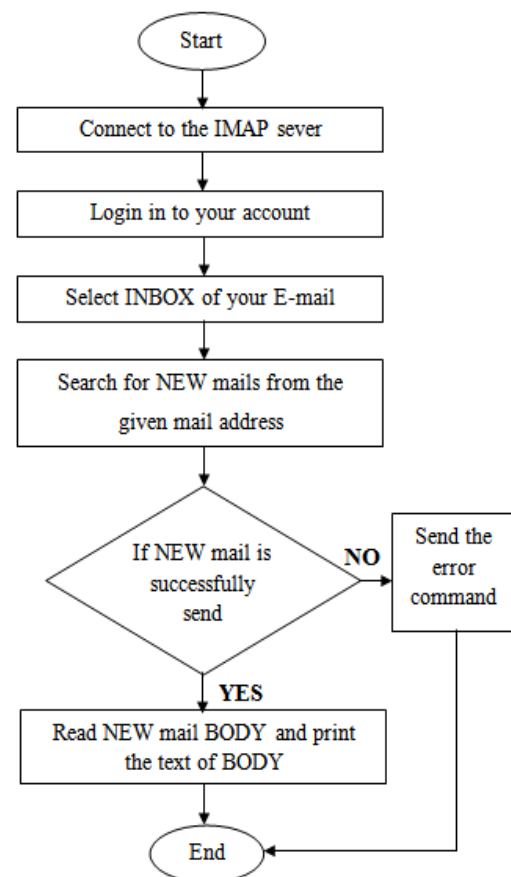 Start
Connect to the IMAP sever
Login in to your account
Select INBOX of your E-mail
Search for NEW mails from the
given mail address
If NEW mail is
successfully
send
NO
Send the
error
command
YES
Read NEW mail BODY and print
the text of BODY
End